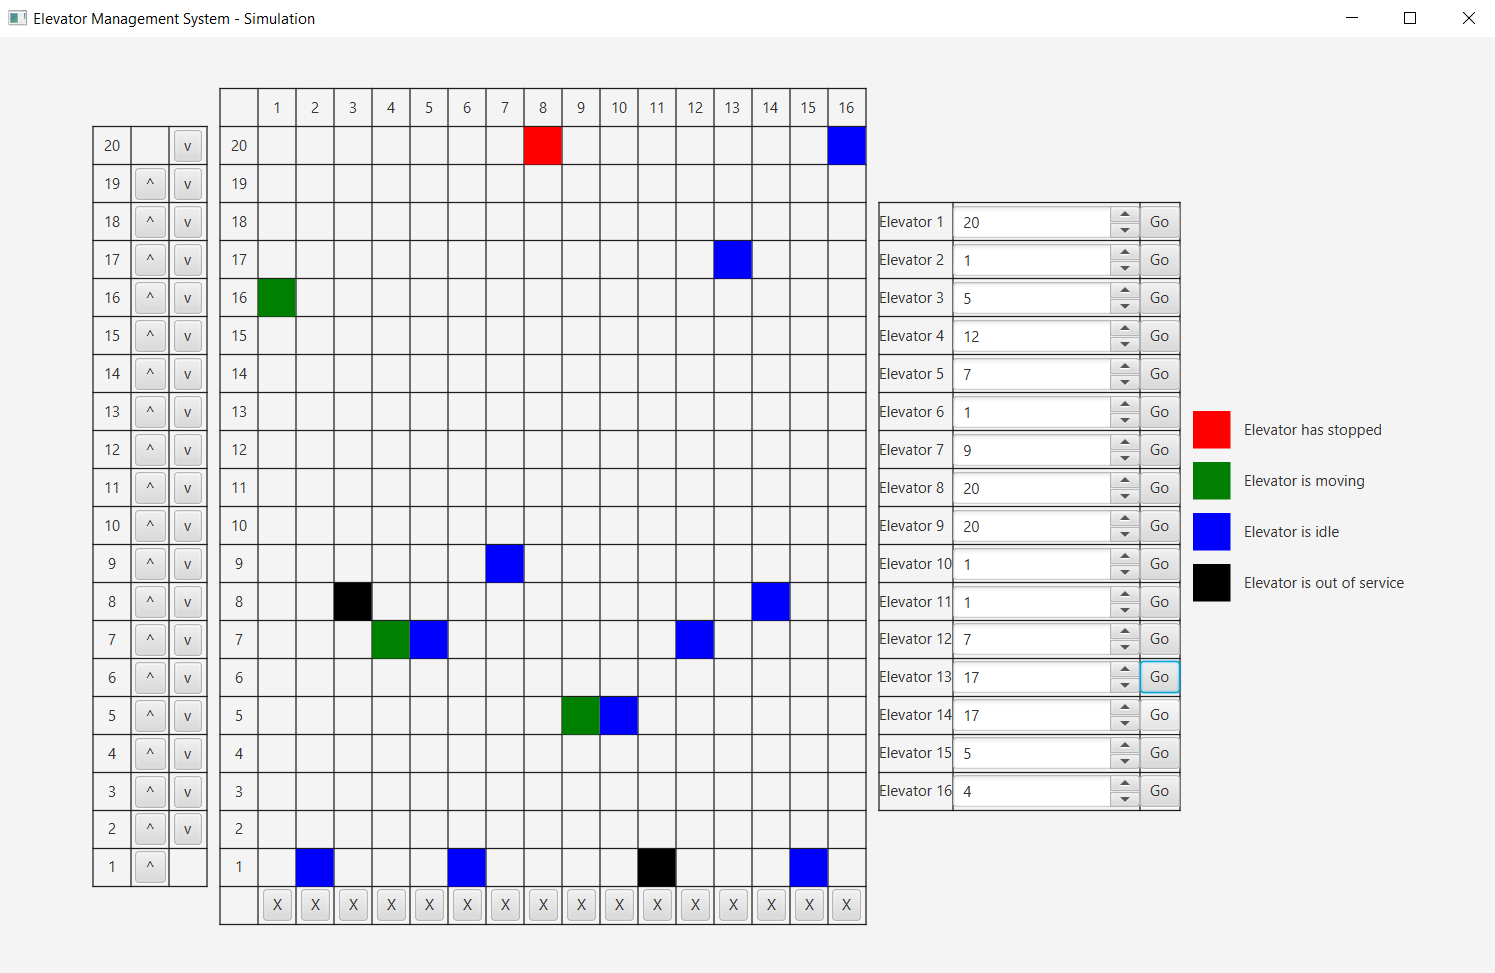 Elevator Management System - Simulation
1 2 3 4 5 6 7 8 9 10 11 12 13 14 15 16
20 v 20
19 ^ v 19
18 ^ v 18 Elevator 1 20 Go
17 ^ v 17 Elevator 2 1 Go
16 ^ v 16 Elevator 3 5 Go
15 ^ v 15 Elevator 4 12 Go
14 ^ v 14 Elevator 5 7 Go
13 ^ v 13 Elevator 6 1 Go
Elevator has stopped
12 ^ v 12 Elevator 7 9 Go
11 ^ v 11 Elevator 8 20 Go
Elevator is moving
10 ^ v 10 Elevator 9 20 Go
Elevator is idle
9 ^ v 9 Elevator 10 1 Go
Elevator is out of service
8 ^ v 8 Elevator 11 1 Go
7 ^ v 7 Elevator 12 7 Go
6 ^ v 6 Elevator 13 17 Go
5 ^ v 5 Elevator 14 17 Go
4 ^ v 4 Elevator 15 5 Go
3 ^ v 3 Elevator 16 4 Go
2 ^ v 2
1 ^ 1
X X X X X X X X X X X X X X X X